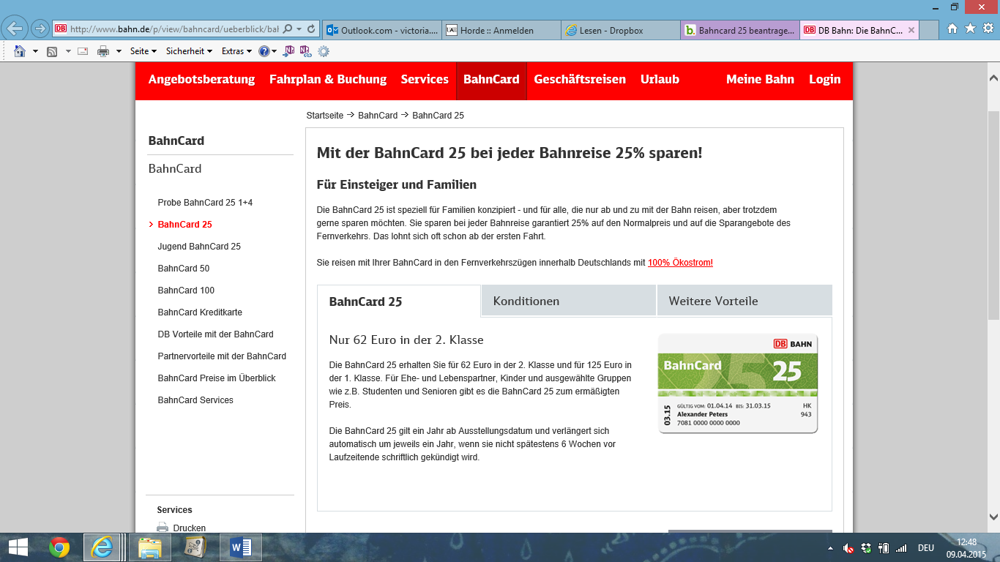 http://www.bahn.de/p/view/bahncard/ueberblick/bal
Outlook.com - victoria....
Horde :: Anmelden
Lesen - Dropbox
b. Bahncard 25 beantrage...
DB DB Bahn: Die BahnC...
Seite
Sicherheit
Extras
Angebotsberatung
Fahrplan & Buchung
Services
BahnCard
Geschäftsreisen
Urlaub
Meine Bahn
Login
Startseite → BahnCard → BahnCard 25
BahnCard
BahnCard
Probe BahnCard 25 1+4
BahnCard 25
Jugend BahnCard 25
BahnCard 50
BahnCard 100
BahnCard Kreditkarte
DB Vorteile mit der BahnCard
Partnervorteile mit der BahnCard
BahnCard Preise im Überblick
BahnCard Services
Services
Drucken
Mit der BahnCard 25 bei jeder Bahnreise 25% sparen!
Für Einsteiger und Familien
Die BahnCard 25 ist speziell für Familien konzipiert - und für alle, die nur ab und zu mit der Bahn reisen, aber trotzdem
gerne sparen möchten. Sie sparen bei jeder Bahnreise garantiert 25% auf den Normalpreis und auf die Sparangebote des
Fernverkehrs. Das lohnt sich oft schon ab der ersten Fahrt.
Sie reisen mit Ihrer BahnCard in den Fernverkehrszügen innerhalb Deutschlands mit 100% Ökostrom!
BahnCard 25
Konditionen
Weitere Vorteile
Nur 62 Euro in der 2. Klasse
Die BahnCard 25 erhalten Sie für 62 Euro in der 2. Klasse und für 125 Euro in
der 1. Klasse. Für Ehe- und Lebenspartner, Kinder und ausgewählte Gruppen
wie z.B. Studenten und Senioren gibt es die BahnCard 25 zum ermäßigten
Preis.
Die BahnCard 25 gilt ein Jahr ab Ausstellungsdatum und verlängert sich
automatisch um jeweils ein Jahr, wenn sie nicht spätestens 6 Wochen vor
Laufzeitende schriftlich gekündigt wird.
DB BAHN
BahnCard 25
25
03.15
GÜLTIG VOM: 01.04.14 BIS: 31.03.15 HK
Alexander Peters 943
7081 0000 0000 0000
DEU
12:48
09.04.2015